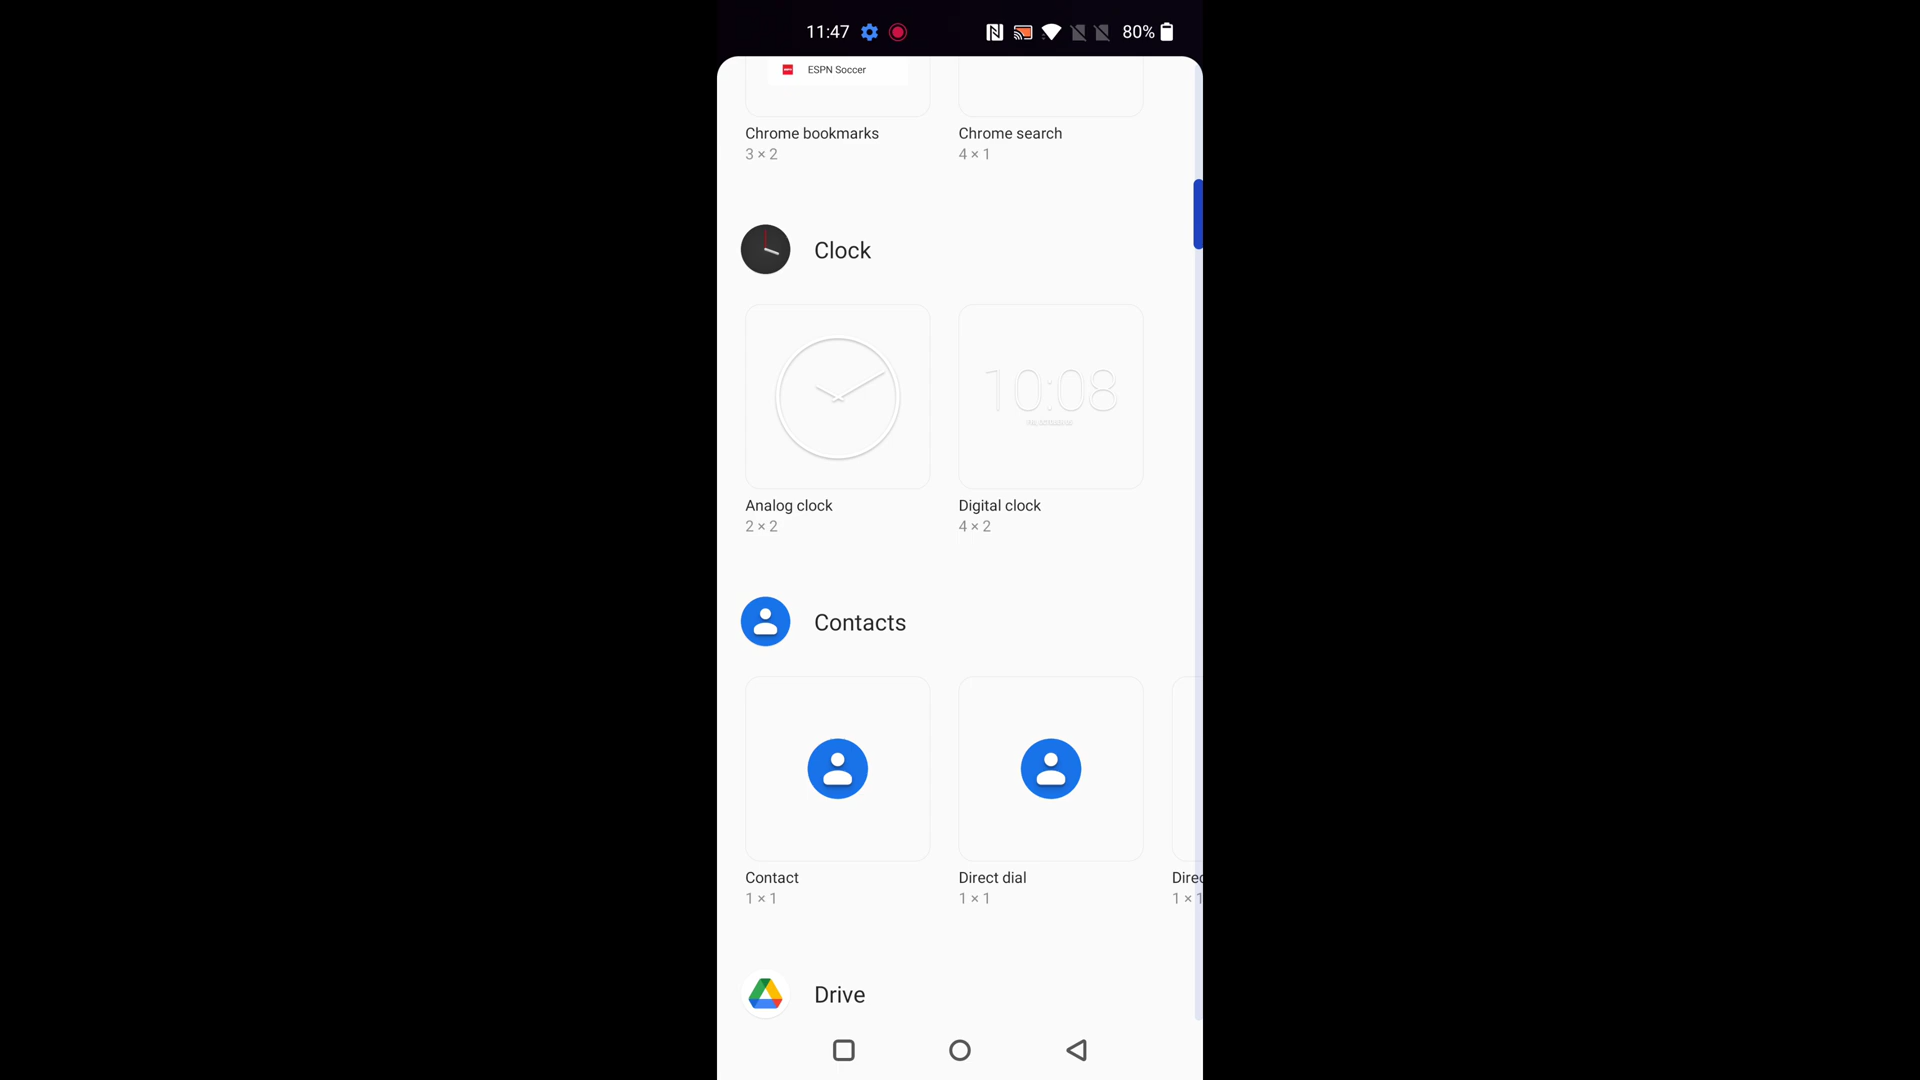 11:47 80%
ESPN Soccer
Chrome bookmarks Chrome search
3 × 2 4 × 1
Clock
10:08
Analog clock Digital clock
2 × 2 4 × 2
Contacts
Contact Direct dial Direc
1 × 1 1 × 1 1 × 1
Drive